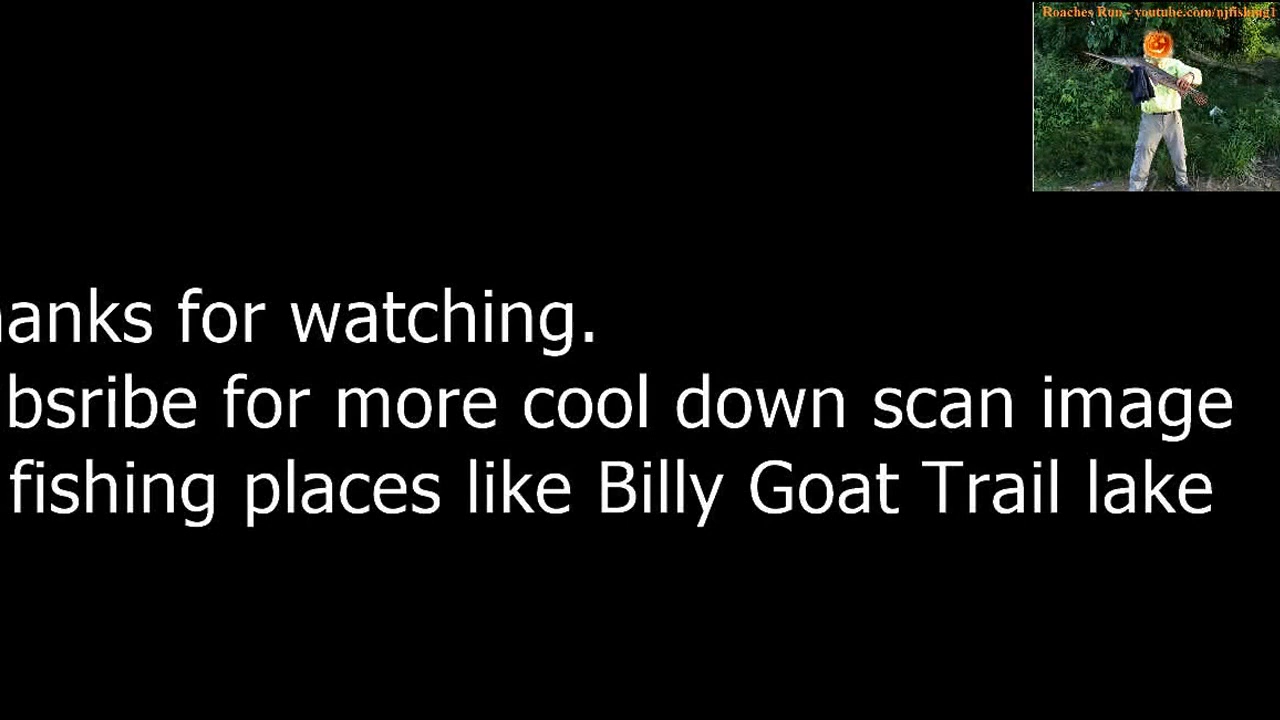 Roaches Run - youtube.com/njfishing1
hanks for watching.
bsribe for more cool down scan image
fishing places like Billy Goat Trail lake